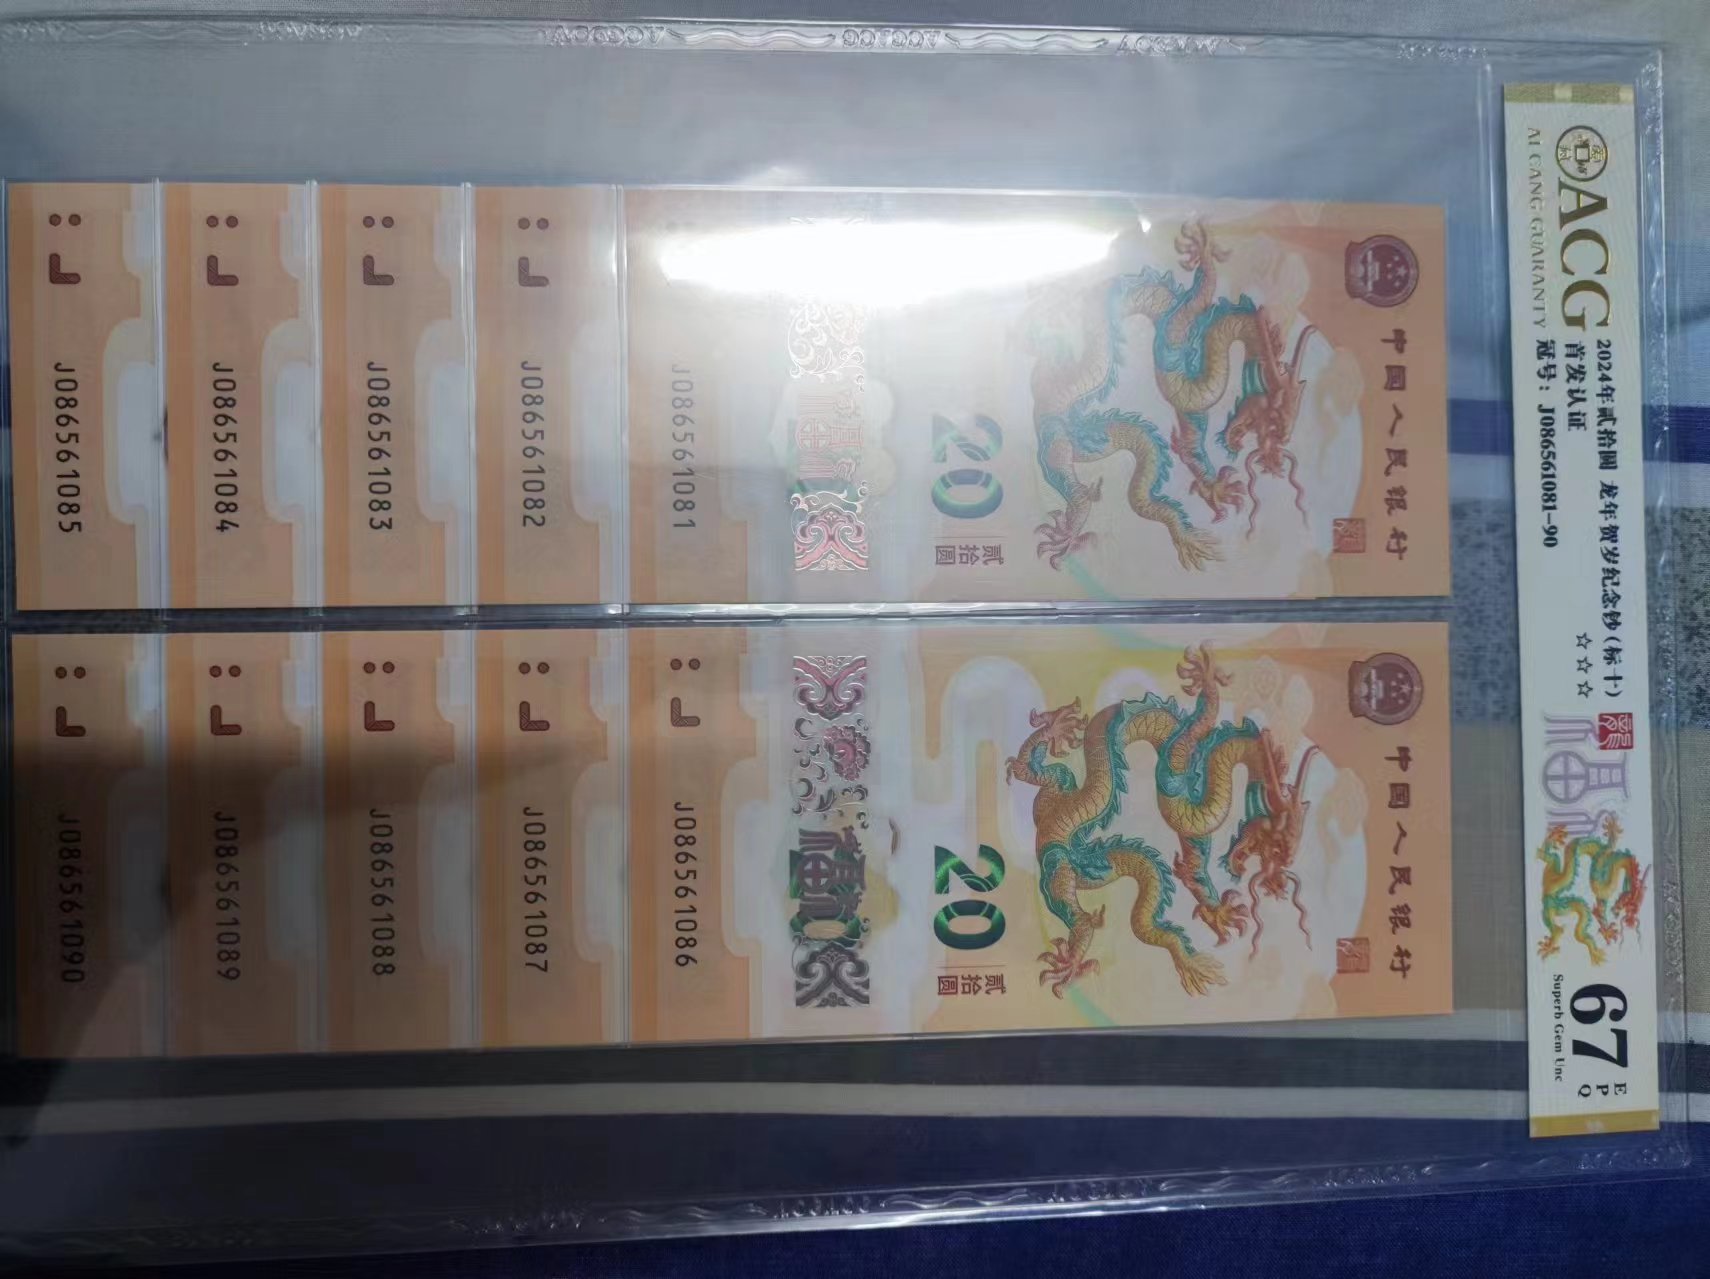 ACG
AI CANG GUARANTY
2024年贰拾圆 龙年贺岁纪念钞(标十)
首发认证
冠号：J086561081-90
☆☆☆
67
EPQ
Superb Gem Unc
中国人民银行
20
贰拾圆
J086561081
J086561082
J086561083
J086561084
J086561085
中国人民银行
20
贰拾圆
福
J086561086
J086561087
J086561088
J086561089
J086561090